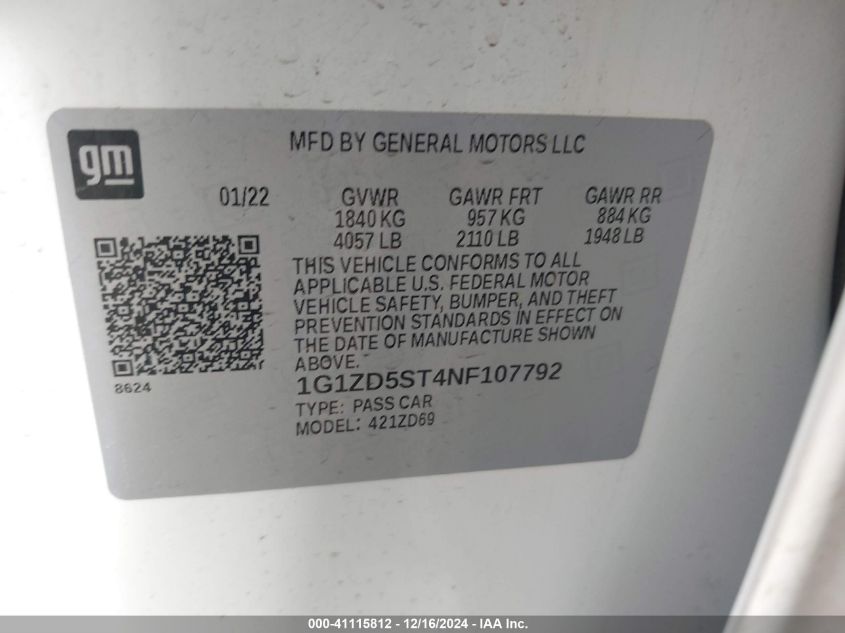 gm
MFD BY GENERAL MOTORS LLC
01/22 GVWR GAWR FRT GAWR RR
1840 KG 957 KG 884 KG
4057 LB 2110 LB 1948 LB
THIS VEHICLE CONFORMS TO ALL
APPLICABLE U.S. FEDERAL MOTOR
VEHICLE SAFETY, BUMPER, AND THEFT
PREVENTION STANDARDS IN EFFECT ON
THE DATE OF MANUFACTURE SHOWN
ABOVE.
8624
1G1ZD5ST4NF107792
TYPE: PASS CAR
MODEL: 421ZD69
000-41115812 - 12/16/2024 - IAA Inc.